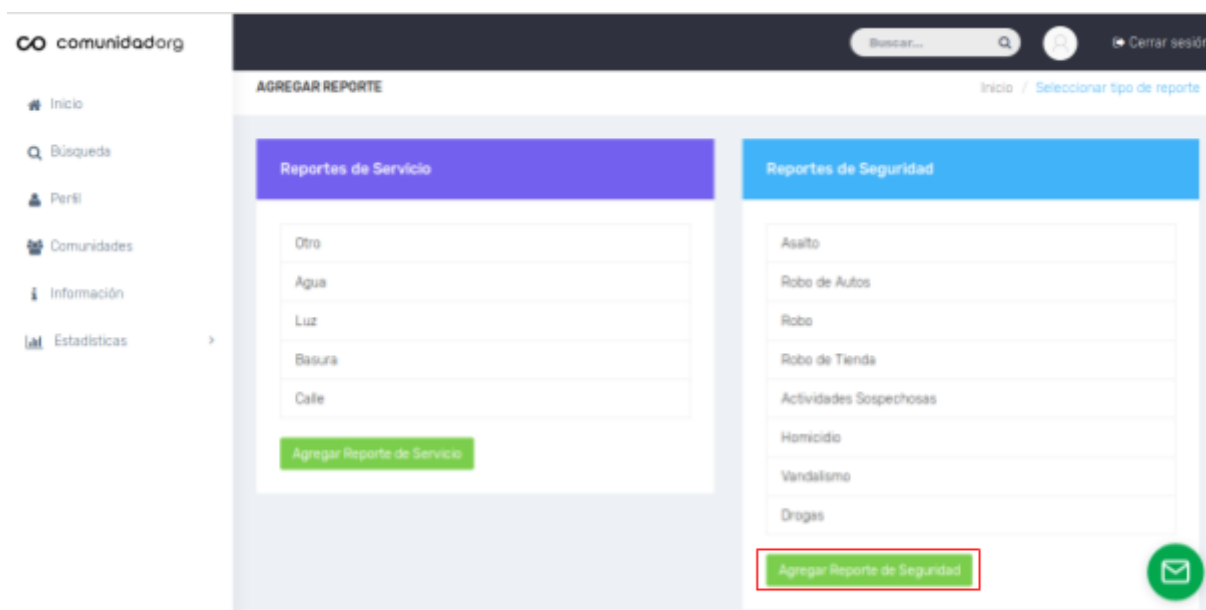 comunidadorg
Buscar...
Cerrar sesión
AGREGAR REPORTE
Inicio / Seleccionar tipo de reporte
Inicio
Búsqueda
Perfil
Comunidades
Información
Estadísticas
Reportes de Servicio
Otro
Agua
Luz
Basura
Calle
Agregar Reporte de Servicio
Reportes de Seguridad
Asalto
Robo de Autos
Robo
Robo de Tienda
Actividades Sospechosas
Homicidio
Vandalismo
Drogas
Agregar Reporte de Seguridad